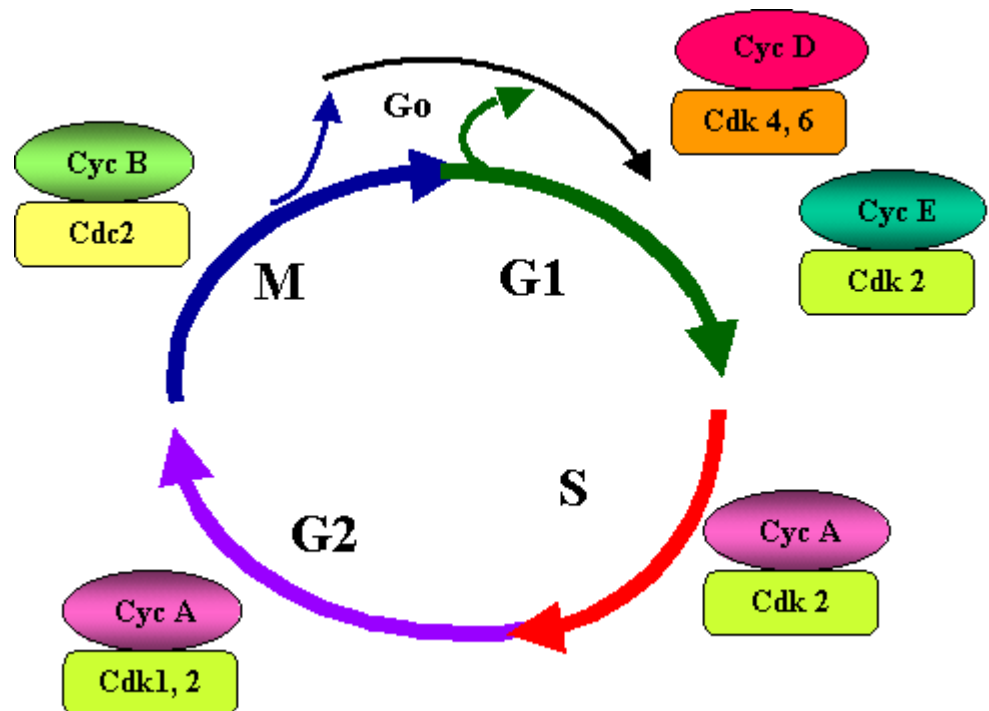 Cyc D
Go
Cdk 4, 6
Cyc B
Cyc E
Cdc2
M
G1
Cdk 2
S
G2
Cyc A
Cdk 2
Cyc A
Cdk1, 2